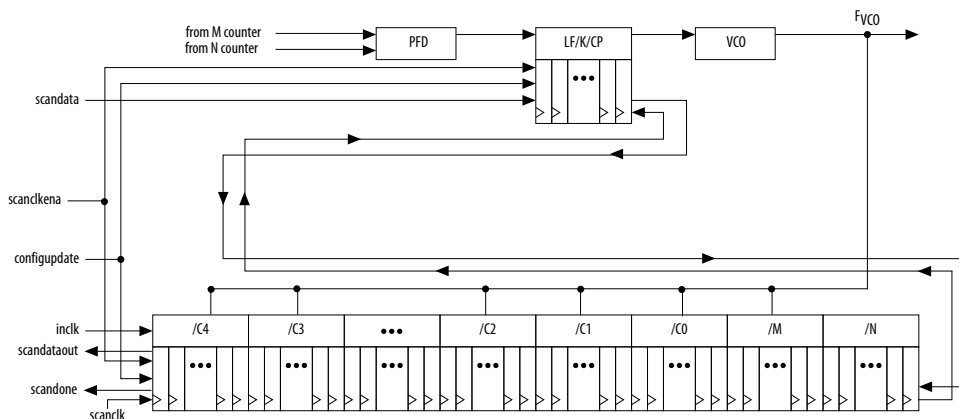 from M counter
from N counter
PFD
LF/K/CP
VCO
FVCO
•••
scandata
scanclkena
configupdate
inclk
/C4
/C3
•••
/C2
/C1
/C0
/M
/N
scandataout
•••
•••
•••
•••
•••
•••
•••
•••
scandone
scanclk